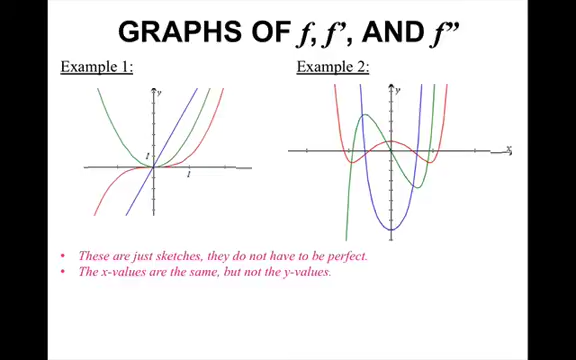 GRAPHS OF f, f’, AND f”
Example 1:
Example 2:
y
1
1
y
x
• These are just sketches, they do not have to be perfect.
• The x-values are the same, but not the y-values.